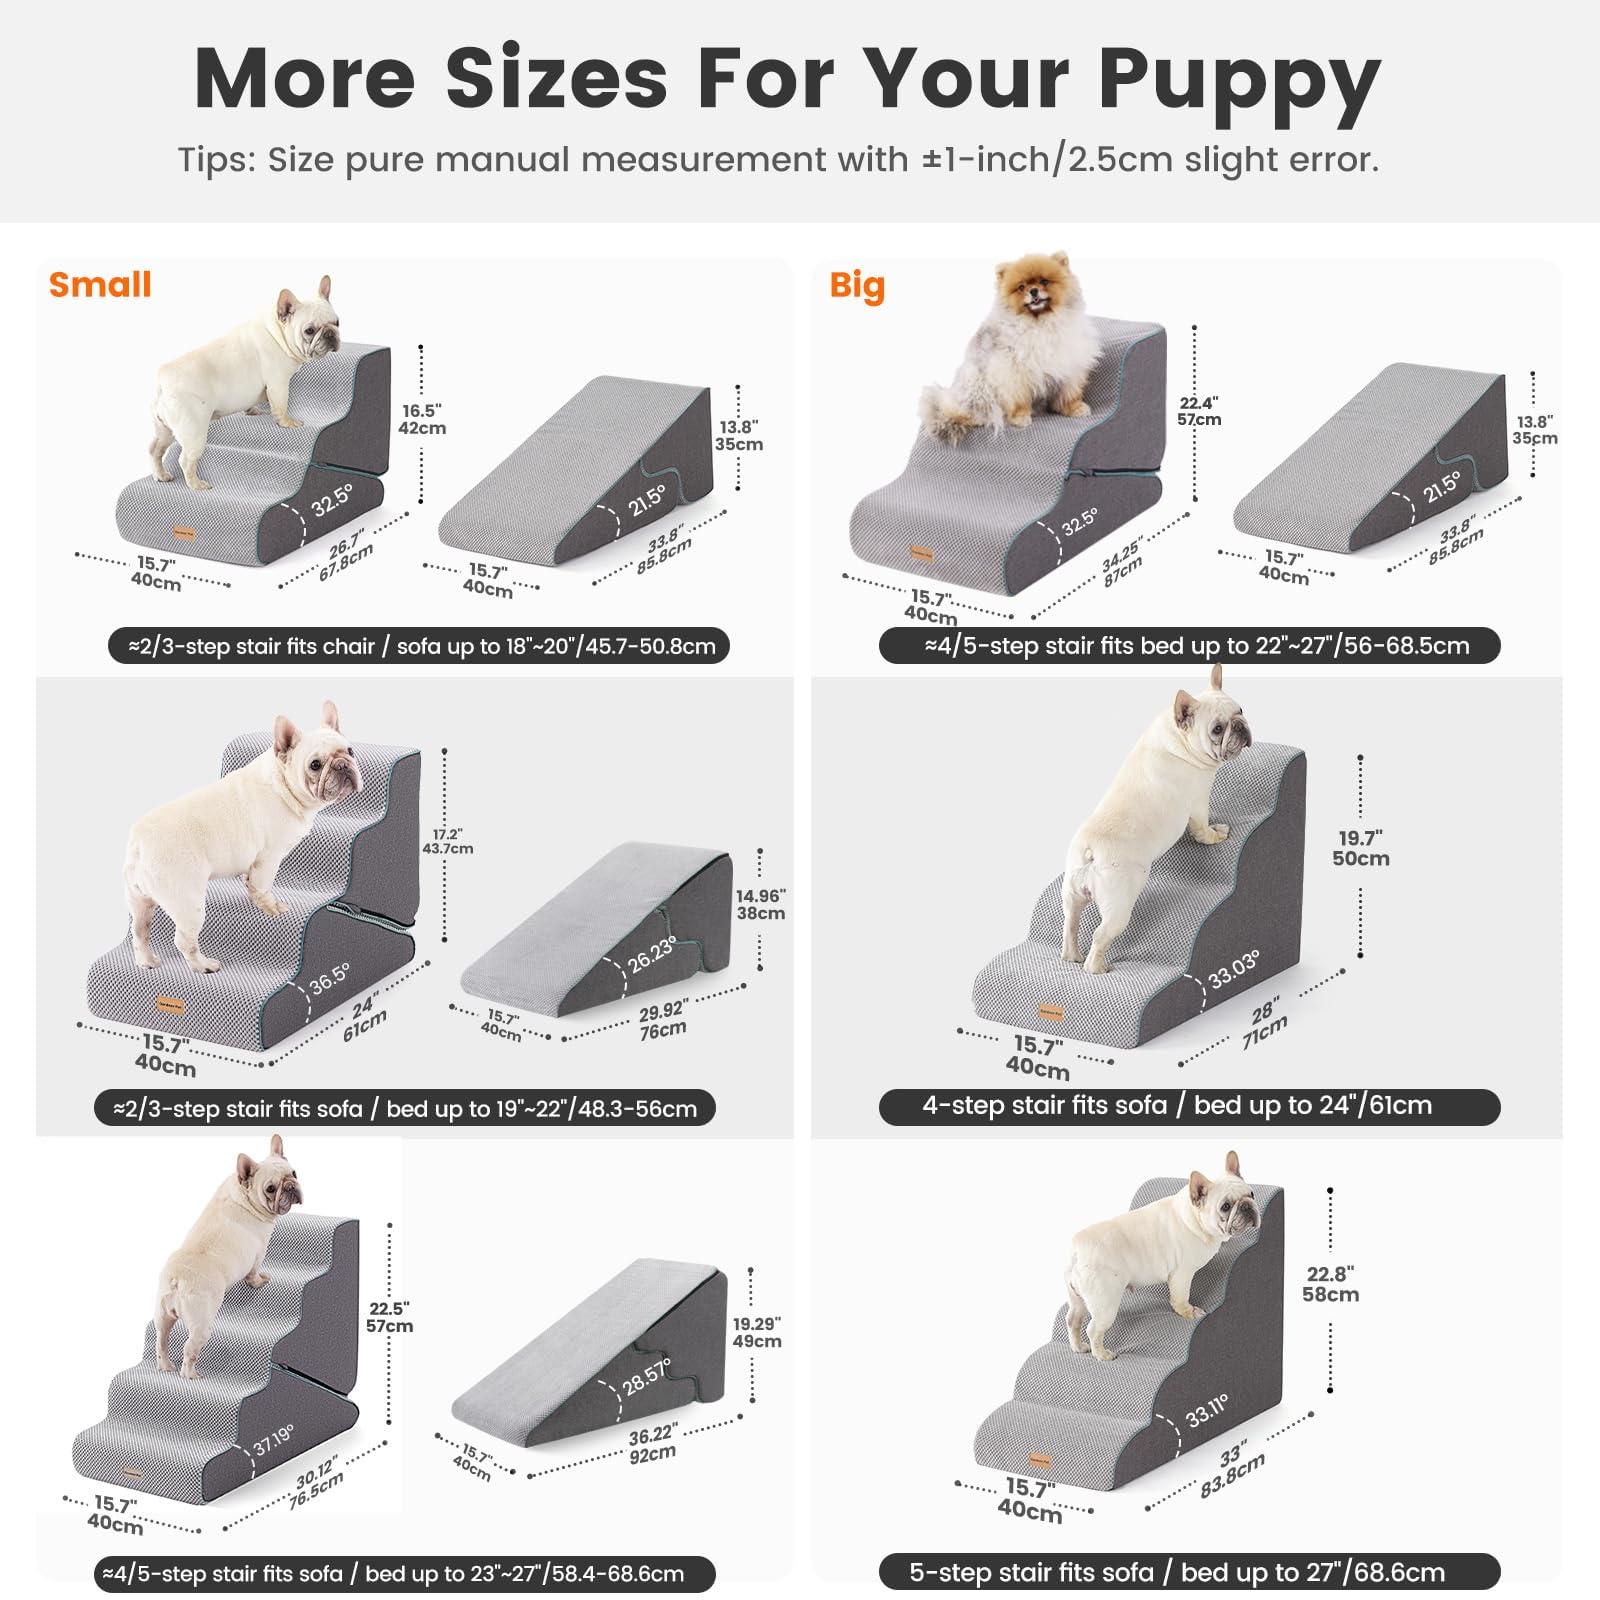 More Sizes For Your Puppy
Tips: Size pure manual measurement with ±1-inch/2.5cm slight error.
Small
16.5"
42cm
32.5°
26.7"
67.8cm
15.7"
40cm
13.8"
35cm
21.5°
33.8"
85.8cm
15.7"
40cm
≈2/3-step stair fits chair / sofa up to 18"~20"/45.7-50.8cm
Big
22.4"
57cm
32.5°
34.25"
87cm
15.7"
40cm
13.8"
35cm
21.5°
33.8"
85.8cm
15.7"
40cm
≈4/5-step stair fits bed up to 22"~27"/56-68.5cm
17.2"
43.7cm
36.5°
24"
61cm
15.7"
40cm
14.96"
38cm
26.23°
29.92"
76cm
15.7"
40cm
≈2/3-step stair fits sofa / bed up to 19"~22"/48.3-56cm
19.7"
50cm
33.03°
28"
71cm
15.7"
40cm
4-step stair fits sofa / bed up to 24"/61cm
22.5"
57cm
37.19°
30.12"
76.5cm
15.7"
40cm
19.29"
49cm
28.57°
36.22"
92cm
15.7"
40cm
≈4/5-step stair fits sofa / bed up to 23"~27"/58.4-68.6cm
22.8"
58cm
33.11°
33"
83.8cm
15.7"
40cm
5-step stair fits sofa / bed up to 27"/68.6cm